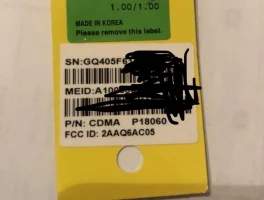 1.00/1.00
MADE IN KOREA
Please remove this label.
SN:GQ405F
MEID:A100
P/N: CDMA P18060
FCC ID: 2AAQ6AC05